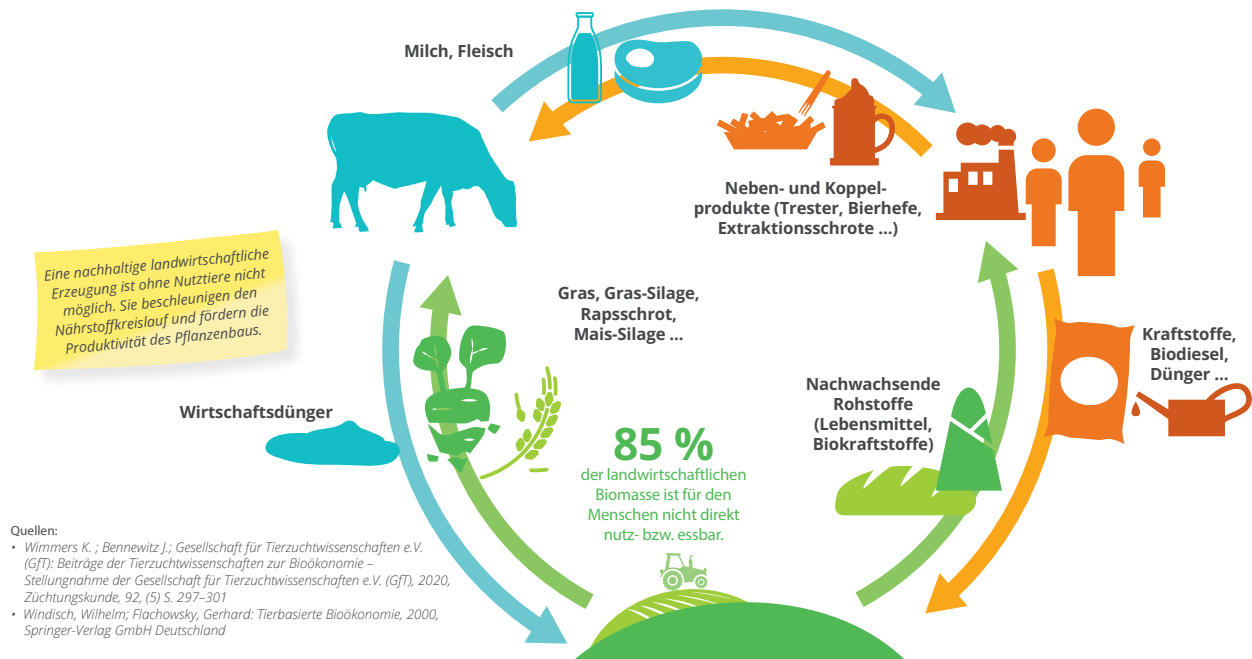 Milch, Fleisch
Neben- und Koppel-
produkte (Trester, Bierhefe,
Extraktionsschrote ...)
Eine nachhaltige landwirtschaftliche
Erzeugung ist ohne Nutztiere nicht
möglich. Sie beschleunigen den
Nährstoffkreislauf und fördern die
Produktivität des Pflanzenbaus.
Gras, Gras-Silage,
Rapsschrot,
Mais-Silage ...
Kraftstoffe,
Biodiesel,
Dünger ...
Nachwachsende
Rohstoffe
(Lebensmittel,
Biokraftstoffe)
Wirtschaftsdünger
85 %
der landwirtschaftlichen
Biomasse ist für den
Menschen nicht direkt
nutz- bzw. essbar.
Quellen:
• Wimmers K. ; Bennewitz J.; Gesellschaft für Tierzuchtwissenschaften e.V.
(GfT): Beiträge der Tierzuchtwissenschaften zur Bioökonomie –
Stellungnahme der Gesellschaft für Tierzuchtwissenschaften e.V. (GfT), 2020,
Züchtungskunde, 92, (5) S. 297–301
• Windisch, Wilhelm; Flachowsky, Gerhard: Tierbasierte Bioökonomie, 2000,
Springer-Verlag GmbH Deutschland